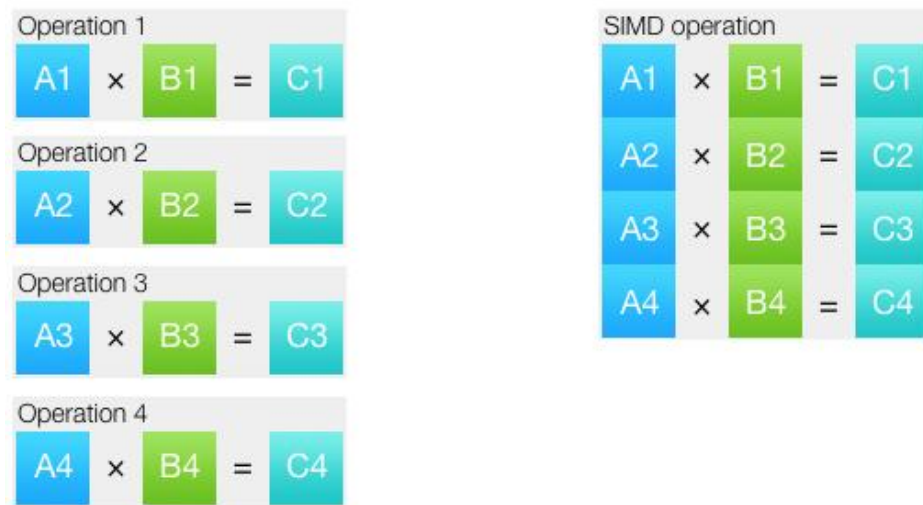 Operation 1
A1 × B1 = C1
Operation 2
A2 × B2 = C2
Operation 3
A3 × B3 = C3
Operation 4
A4 × B4 = C4
SIMD operation
A1 × B1 = C1
A2 × B2 = C2
A3 × B3 = C3
A4 × B4 = C4